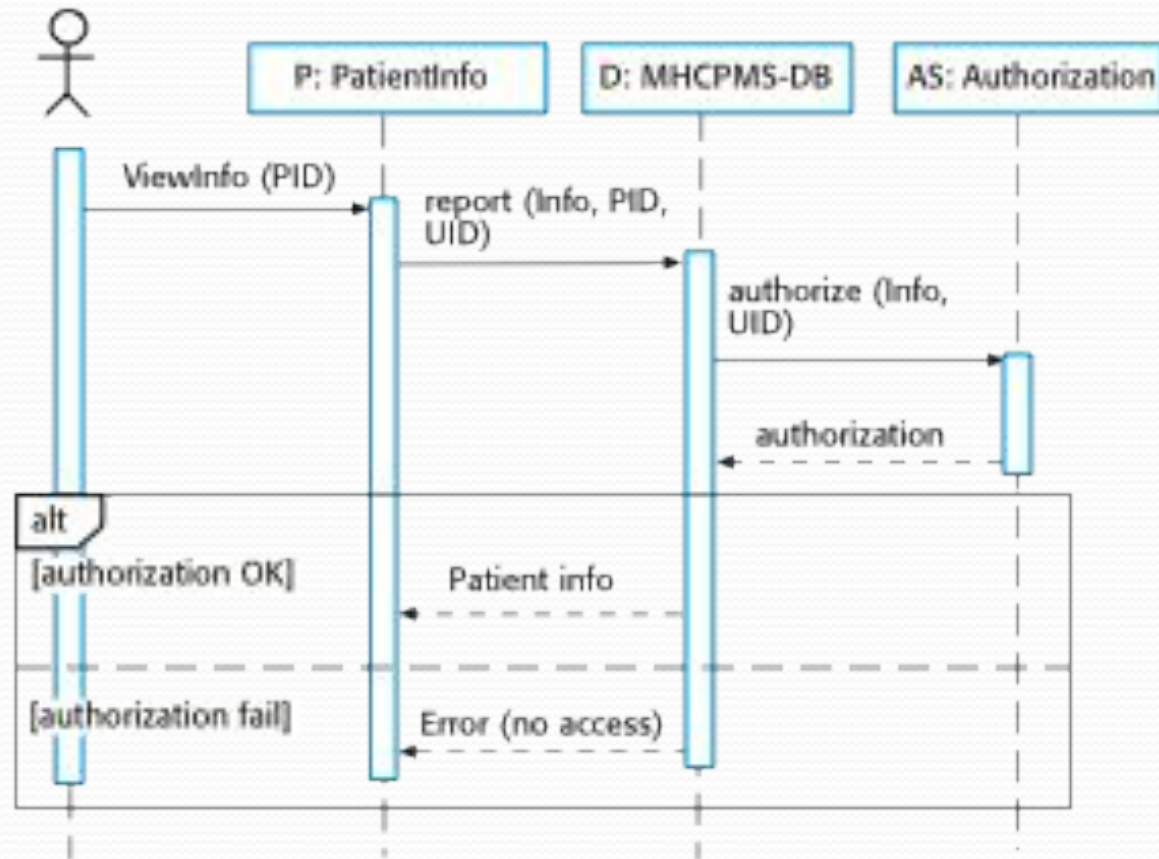 P: PatientInfo
D: MHCPMS-DB
AS: Authorization
ViewInfo (PID)
report (Info, PID,
UID)
authorize (Info,
UID)
authorization
alt
[authorization OK]
Patient info
[authorization fail]
Error (no access)